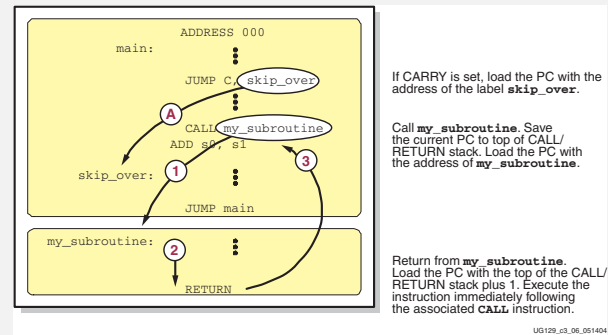 ADDRESS 000
main:
JUMP C, skip_over
A
CALL my_subroutine
ADD s0, s1
1
3
skip_over:
JUMP main
my_subroutine:
2
RETURN
If CARRY is set, load the PC with the
address of the label skip_over.
Call my_subroutine. Save
the current PC to top of CALL/
RETURN stack. Load the PC with
the address of my_subroutine.
Return from my_subroutine.
Load the PC with the top of the CALL/
RETURN stack plus 1. Execute the
instruction immediately following
the associated CALL instruction.
UG129_c3_06_051404